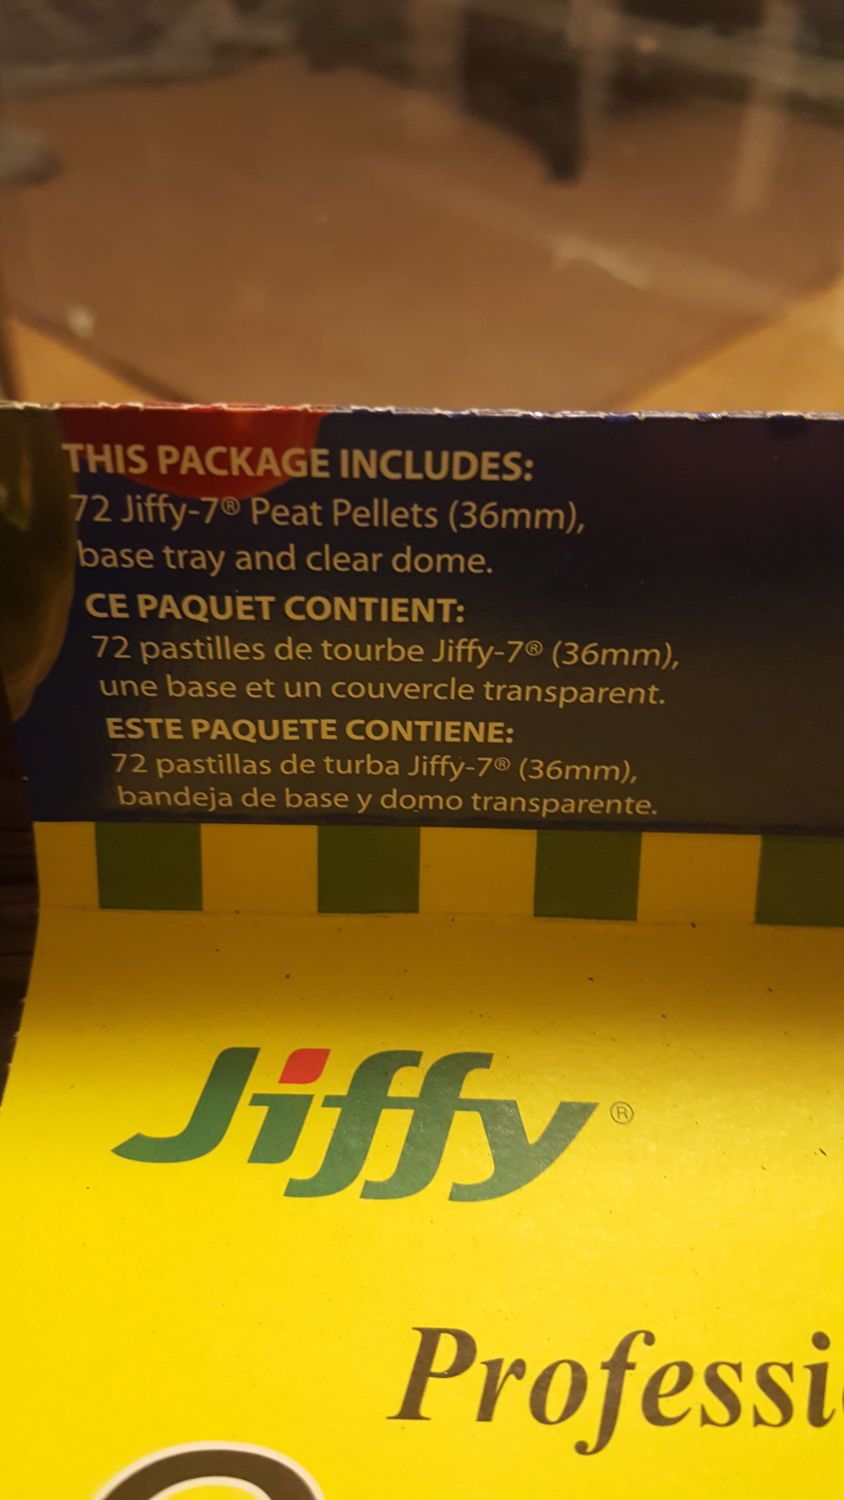 THIS PACKAGE INCLUDES:
72 Jiffy-7® Peat Pellets (36mm),
base tray and clear dome.
CE PAQUET CONTIENT:
72 pastilles de tourbe Jiffy-7® (36mm),
une base et un couvercle transparent.
ESTE PAQUETE CONTIENE:
72 pastillas de turba Jiffy-7® (36mm),
bandeja de base y domo transparente.
Jiffy®